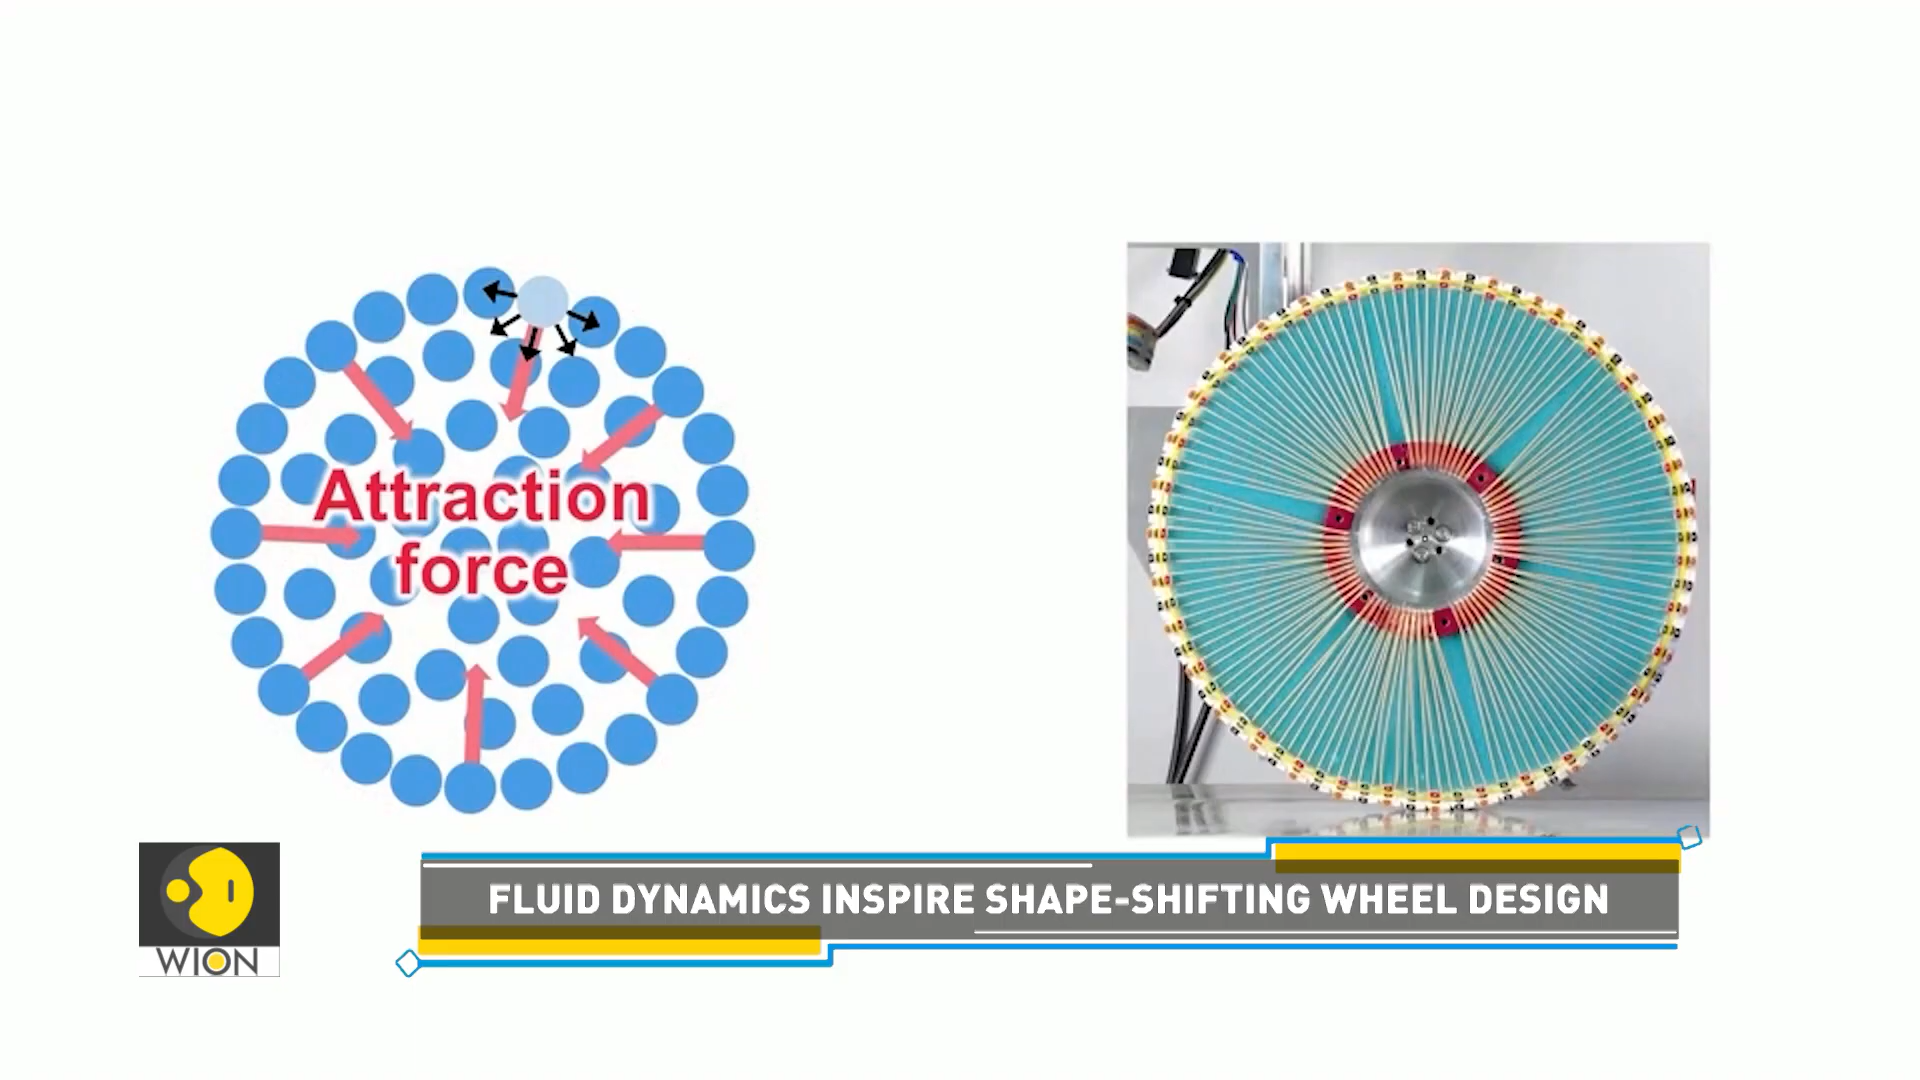 Attraction
force
FLUID DYNAMICS INSPIRE SHAPE-SHIFTING WHEEL DESIGN
WION